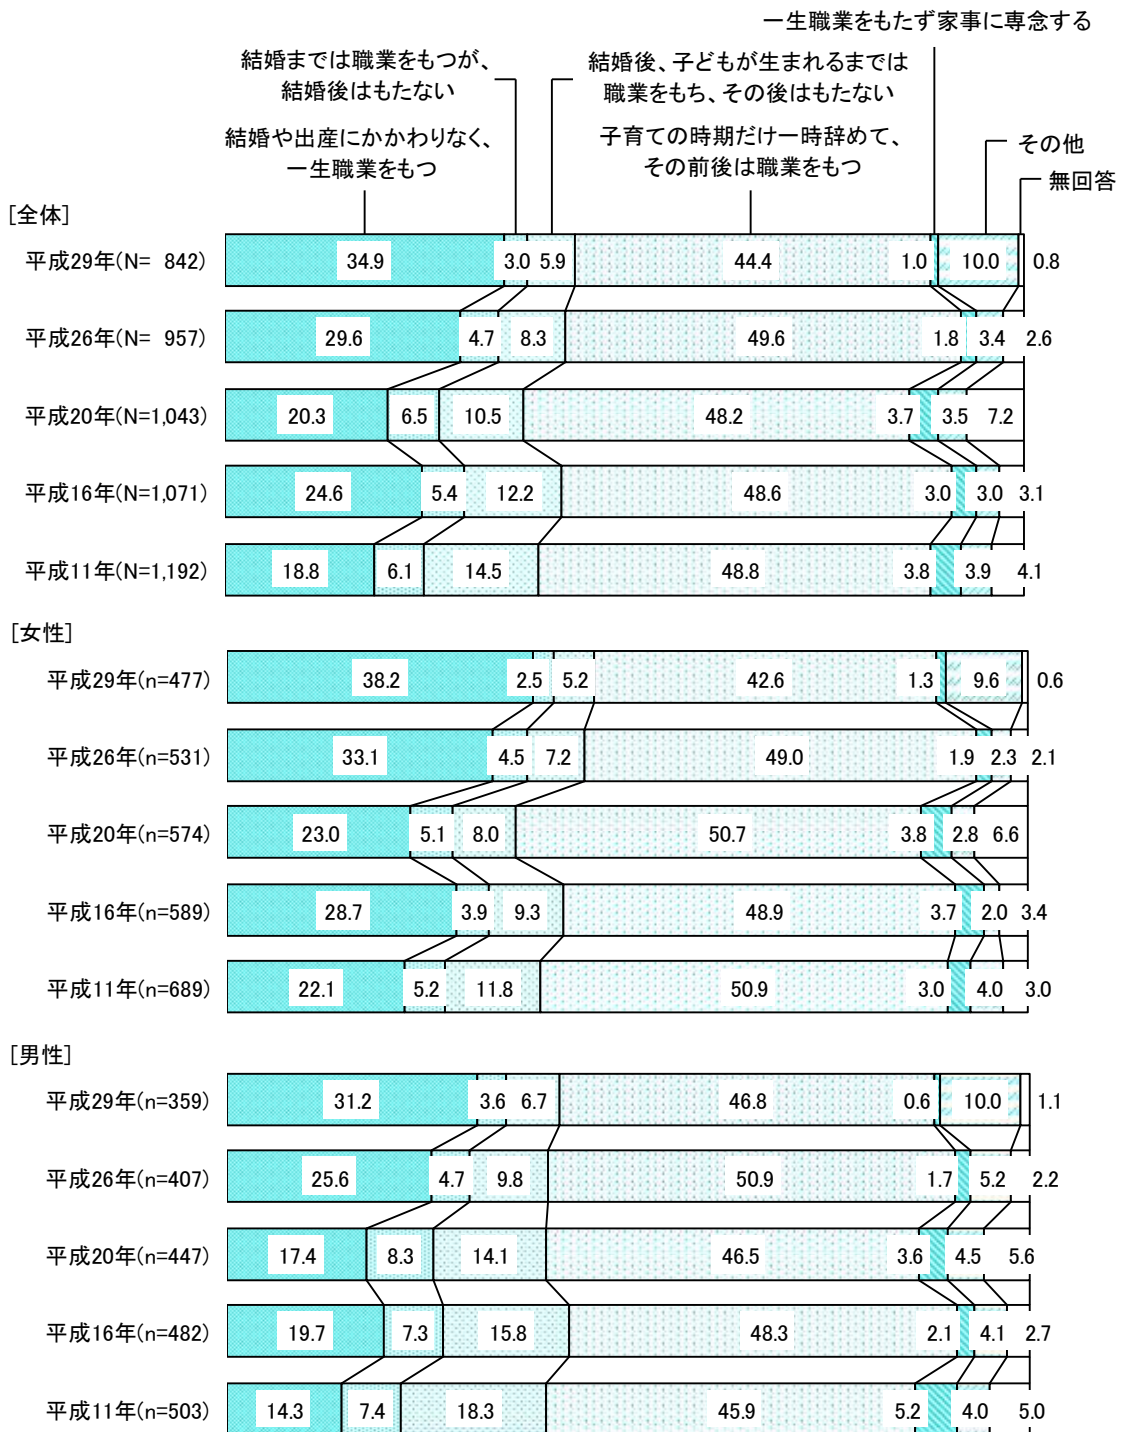 一生職業をもたず家事に専念する
結婚までは職業をもつが、
結婚後はもたない
結婚後、子どもが生まれるまでは
職業をもち、その後はもたない
結婚や出産にかかわりなく、
一生職業をもつ
子育ての時期だけ一時辞めて、
その前後は職業をもつ
その他
無回答
[全体]
平成29年(N= 842) 34.9 3.0 5.9 44.4 1.0 10.0 0.8
平成26年(N= 957) 29.6 4.7 8.3 49.6 1.8 3.4 2.6
平成20年(N=1,043) 20.3 6.5 10.5 48.2 3.7 3.5 7.2
平成16年(N=1,071) 24.6 5.4 12.2 48.6 3.0 3.0 3.1
平成11年(N=1,192) 18.8 6.1 14.5 48.8 3.8 3.9 4.1
[女性]
平成29年(n=477) 38.2 2.5 5.2 42.6 1.3 9.6 0.6
平成26年(n=531) 33.1 4.5 7.2 49.0 1.9 2.3 2.1
平成20年(n=574) 23.0 5.1 8.0 50.7 3.8 2.8 6.6
平成16年(n=589) 28.7 3.9 9.3 48.9 3.7 2.0 3.4
平成11年(n=689) 22.1 5.2 11.8 50.9 3.0 4.0 3.0
[男性]
平成29年(n=359) 31.2 3.6 6.7 46.8 0.6 10.0 1.1
平成26年(n=407) 25.6 4.7 9.8 50.9 1.7 5.2 2.2
平成20年(n=447) 17.4 8.3 14.1 46.5 3.6 4.5 5.6
平成16年(n=482) 19.7 7.3 15.8 48.3 2.1 4.1 2.7
平成11年(n=503) 14.3 7.4 18.3 45.9 5.2 4.0 5.0